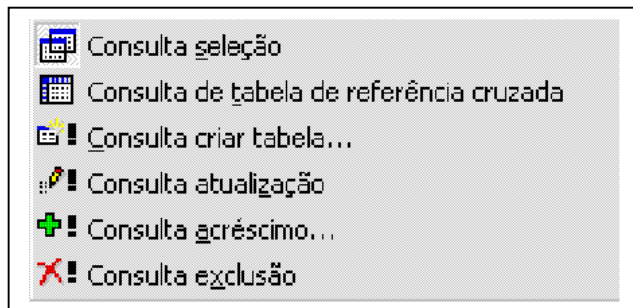 Consulta seleção
Consulta de tabela de referência cruzada
Consulta criar tabela...
Consulta atualização
Consulta acréscimo...
Consulta exclusão